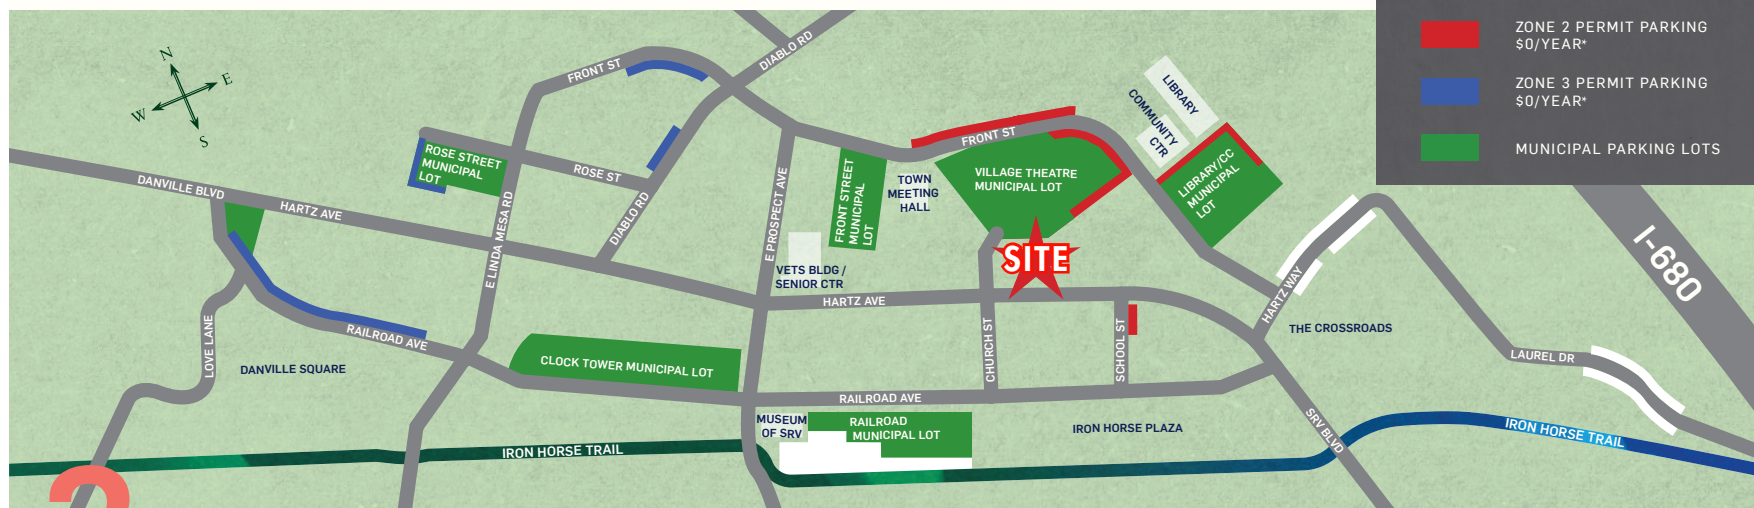 ZONE 2 PERMIT PARKING
$0/YEAR*
ZONE 3 PERMIT PARKING
$0/YEAR*
MUNICIPAL PARKING LOTS
N
E
W
S
DIABLO RD
FRONT ST
LIBRARY
COMMUNITY
CTR
FRONT ST
ROSE STREET
MUNICIPAL
LOT
ROSE ST
VILLAGE THEATRE
MUNICIPAL LOT
LIBRARY/CC
MUNICIPAL
LOT
DANVILLE BLVD
HARTZ AVE
E LINDA MESA RD
DIABLO RD
E PROSPECT AVE
FRONT STREET
MUNICIPAL
LOT
TOWN
MEETING
HALL
SITE
I-680
VETS BLDG /
SENIOR CTR
HARTZ AVE
HARTZ WAY
THE CROSSROADS
LOVE LANE
RAILROAD AVE
DANVILLE SQUARE
CLOCK TOWER MUNICIPAL LOT
CHURCH ST
SCHOOL ST
LAUREL DR
RAILROAD AVE
MUSEUM
OF SRV
RAILROAD
MUNICIPAL LOT
IRON HORSE PLAZA
SRV BLVD
IRON HORSE TRAIL
IRON HORSE TRAIL